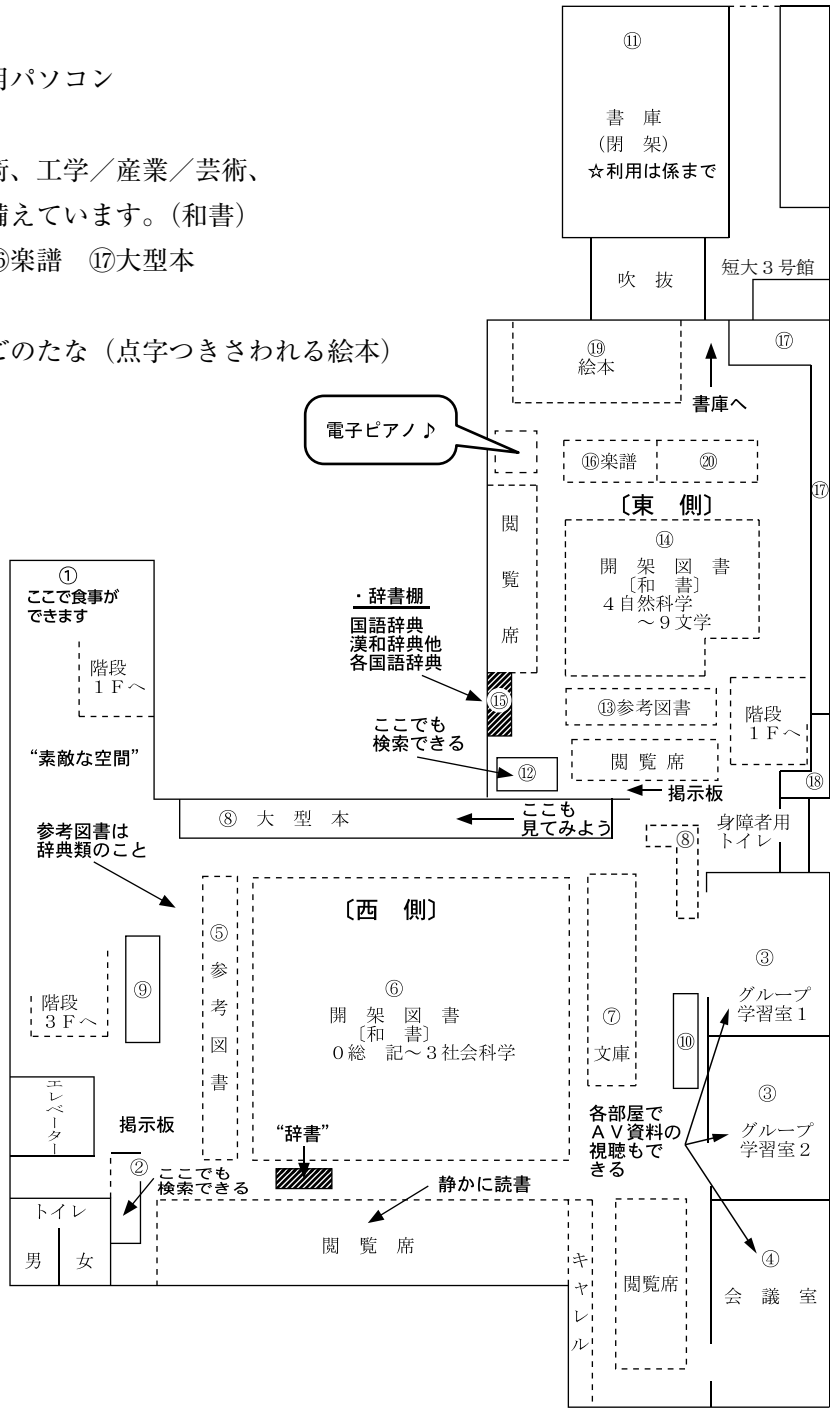 用パソコン
術、工学／産業／芸術、
備えています。（和書）
⑯楽譜　⑰大型本
どのたな（点字つきさわれる絵本）
⑪
書　庫
（閉　架）
☆利用は係まで
吹　抜
短大３号館
⑲
絵本
⑰
書庫へ
電子ピアノ♪
⑯楽譜
⑳
⑰
〔東　側〕
閲覧席
⑭
開　架　図　書
〔和　書〕
４自然科学
～９文学
①
ここで食事が
できます
階段
１Ｆへ
・辞書棚
国語辞典
漢和辞典他
各国語辞典
⑮
⑬参考図書
階段
１Ｆへ
ここでも
検索できる
⑫
閲 覧 席
掲示板
⑱
“素敵な空間”
⑧　大　型　本
ここも
見てみよう
身障者用
トイレ
⑧
参考図書は
辞典類のこと
〔西　側〕
⑤参考図書
⑥
開　架　図　書
〔和　書〕
０総　記～３社会科学
⑦
文庫
⑨
階段
３Ｆへ
③
グループ
学習室１
⑩
③
グループ
学習室２
エレベーター
掲示板
“辞書”
各部屋で
ＡＶ資料の
視聴もで
きる
②
ここでも
検索できる
静かに読書
トイレ
男
女
閲　覧　席
キャレル
閲覧席
④
会　議　室